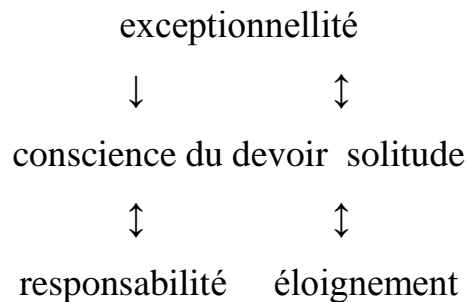 exceptionnellité
↓ ↕
conscience du devoir solitude
↕ ↕
responsabilité éloignement